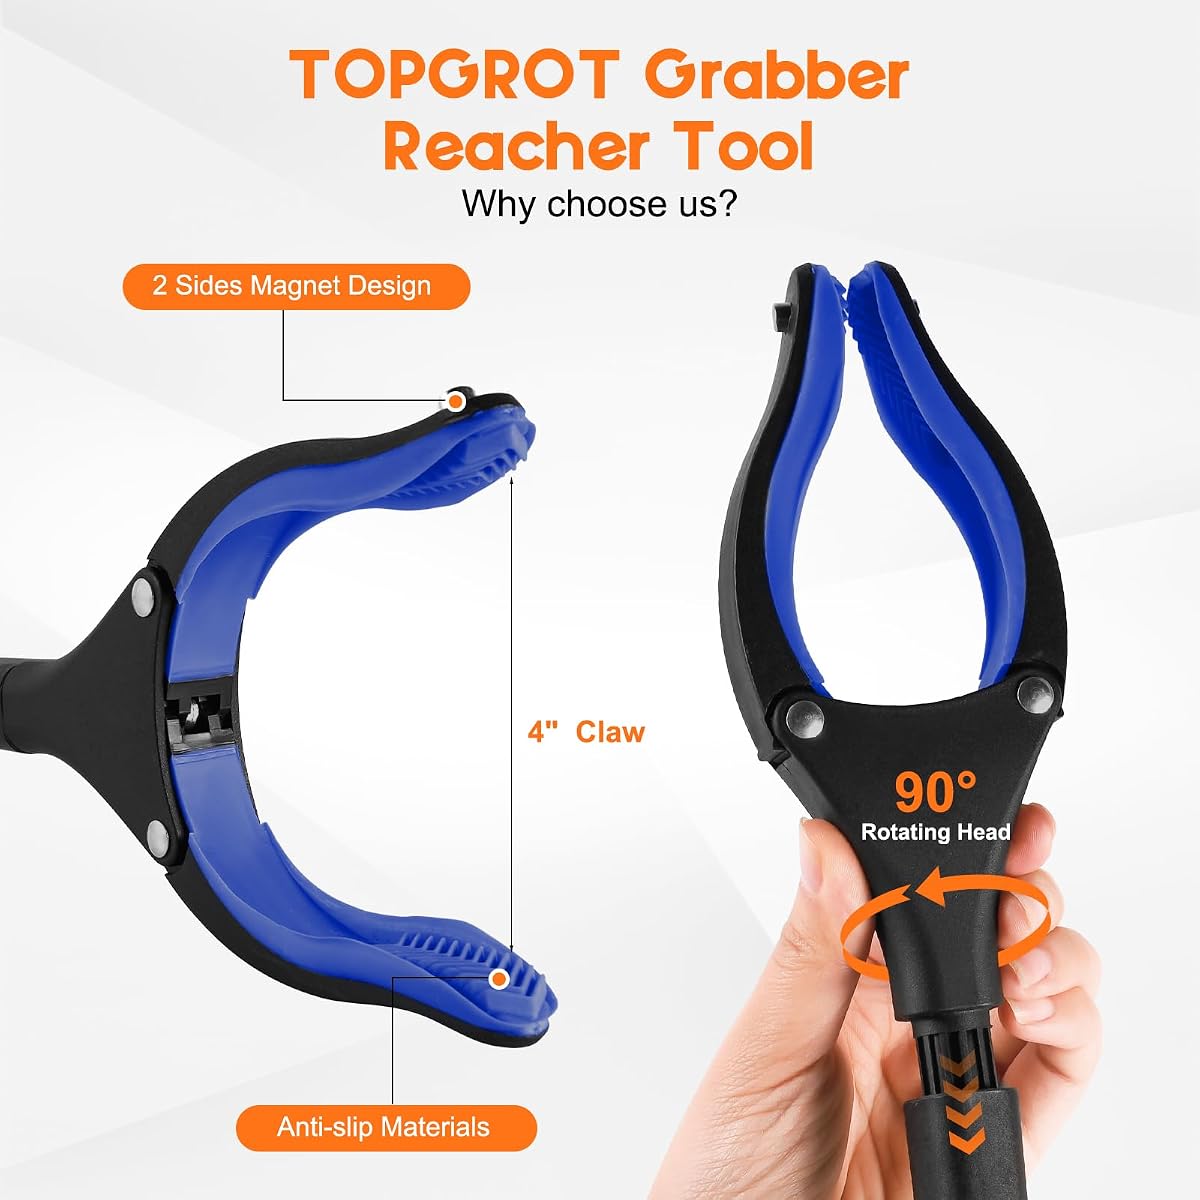 TOPGROT Grabber
Reacher Tool
Why choose us?
2 Sides Magnet Design
4" Claw
90°
Rotating Head
Anti-slip Materials